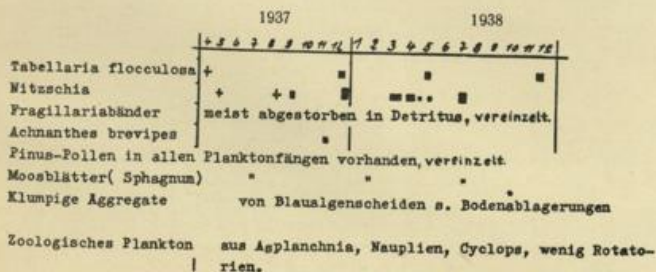 1937 1938
4 5 6 7 8 9 10 11 12 1 2 3 4 5 6 7 8 9 10 11 12
Tabellaria flocculosa
Nitzschia
Fragillariabänder meist abgestorben in Detritus, vereinzelt.
Achnanthes brevipes
Pinus-Pollen in allen Planktonfängen vorhanden, vereinzelt.
Moosblätter( Sphagnum)
Klumpige Aggregate von Blaualgenscheiden s. Bodenablagerungen
Zoologisches Plankton aus Asplanchnia, Nauplien, Cyclops, wenig Rotato-
rien.